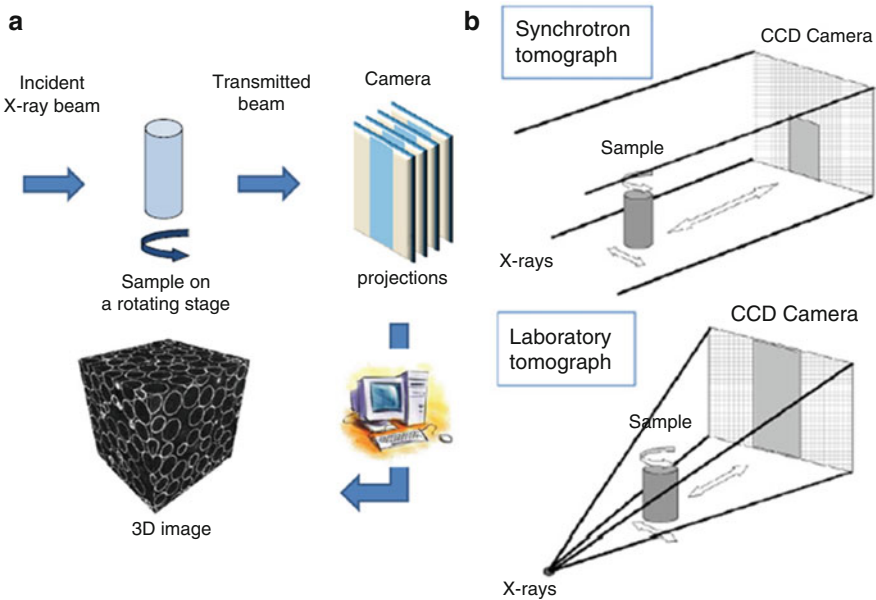 a
Incident
X-ray beam
Transmitted
beam
Camera
Sample on
a rotating stage
projections
3D image
b
Synchrotron
tomograph
CCD Camera
Sample
X-rays
Laboratory
tomograph
CCD Camera
Sample
X-rays